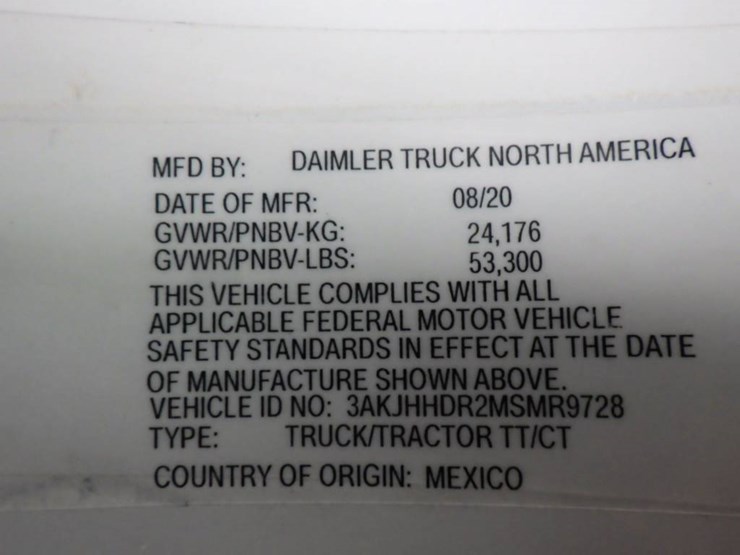 MFD BY: DAIMLER TRUCK NORTH AMERICA
DATE OF MFR: 08/20
GVWR/PNBV-KG: 24,176
GVWR/PNBV-LBS: 53,300
THIS VEHICLE COMPLIES WITH ALL
APPLICABLE FEDERAL MOTOR VEHICLE
SAFETY STANDARDS IN EFFECT AT THE DATE
OF MANUFACTURE SHOWN ABOVE.
VEHICLE ID NO: 3AKJHHDR2MSMR9728
TYPE: TRUCK/TRACTOR TT/CT
COUNTRY OF ORIGIN: MEXICO